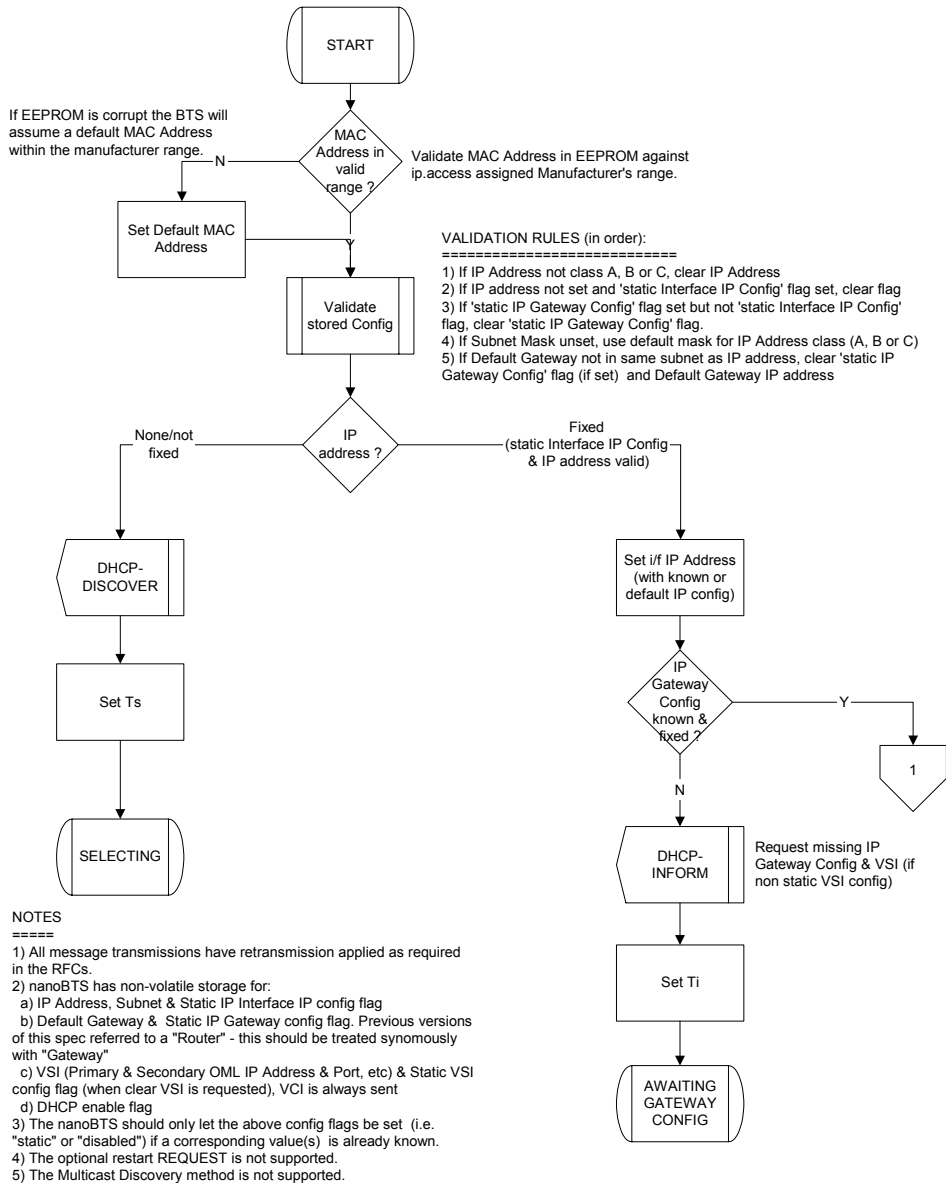 START
If EEPROM is corrupt the BTS will
assume a default MAC Address
within the manufacturer range.
MAC
Address in
valid
range ?
N
Validate MAC Address in EEPROM against
ip.access assigned Manufacturer's range.
Set Default MAC
Address
Y
VALIDATION RULES (in order):
============================
1) If IP Address not class A, B or C, clear IP Address
2) If IP address not set and 'static Interface IP Config' flag set, clear flag
3) If 'static IP Gateway Config' flag set but not 'static Interface IP Config'
flag, clear 'static IP Gateway Config' flag.
4) If Subnet Mask unset, use default mask for IP Address class (A, B or C)
5) If Default Gateway not in same subnet as IP address, clear 'static IP
Gateway Config' flag (if set)  and Default Gateway IP address
Validate
stored Config
IP
address ?
None/not
fixed
Fixed
(static Interface IP Config
& IP address valid)
DHCP-
DISCOVER
Set i/f IP Address
(with known or
default IP config)
Set Ts
IP
Gateway
Config
known &
fixed ?
Y
1
N
SELECTING
DHCP-
INFORM
Request missing IP
Gateway Config & VSI (if
non static VSI config)
Set Ti
AWAITING
GATEWAY
CONFIG
NOTES
=====
1) All message transmissions have retransmission applied as required
in the RFCs.
2) nanoBTS has non-volatile storage for:
a) IP Address, Subnet & Static IP Interface IP config flag
b) Default Gateway &  Static IP Gateway config flag. Previous versions
of this spec referred to a "Router" - this should be treated synomously
with "Gateway"
c) VSI (Primary & Secondary OML IP Address & Port, etc) & Static VSI
config flag (when clear VSI is requested), VCI is always sent
d) DHCP enable flag
3) The nanoBTS should only let the above config flags be set  (i.e.
"static" or "disabled") if a corresponding value(s)  is already known.
4) The optional restart REQUEST is not supported.
5) The Multicast Discovery method is not supported.